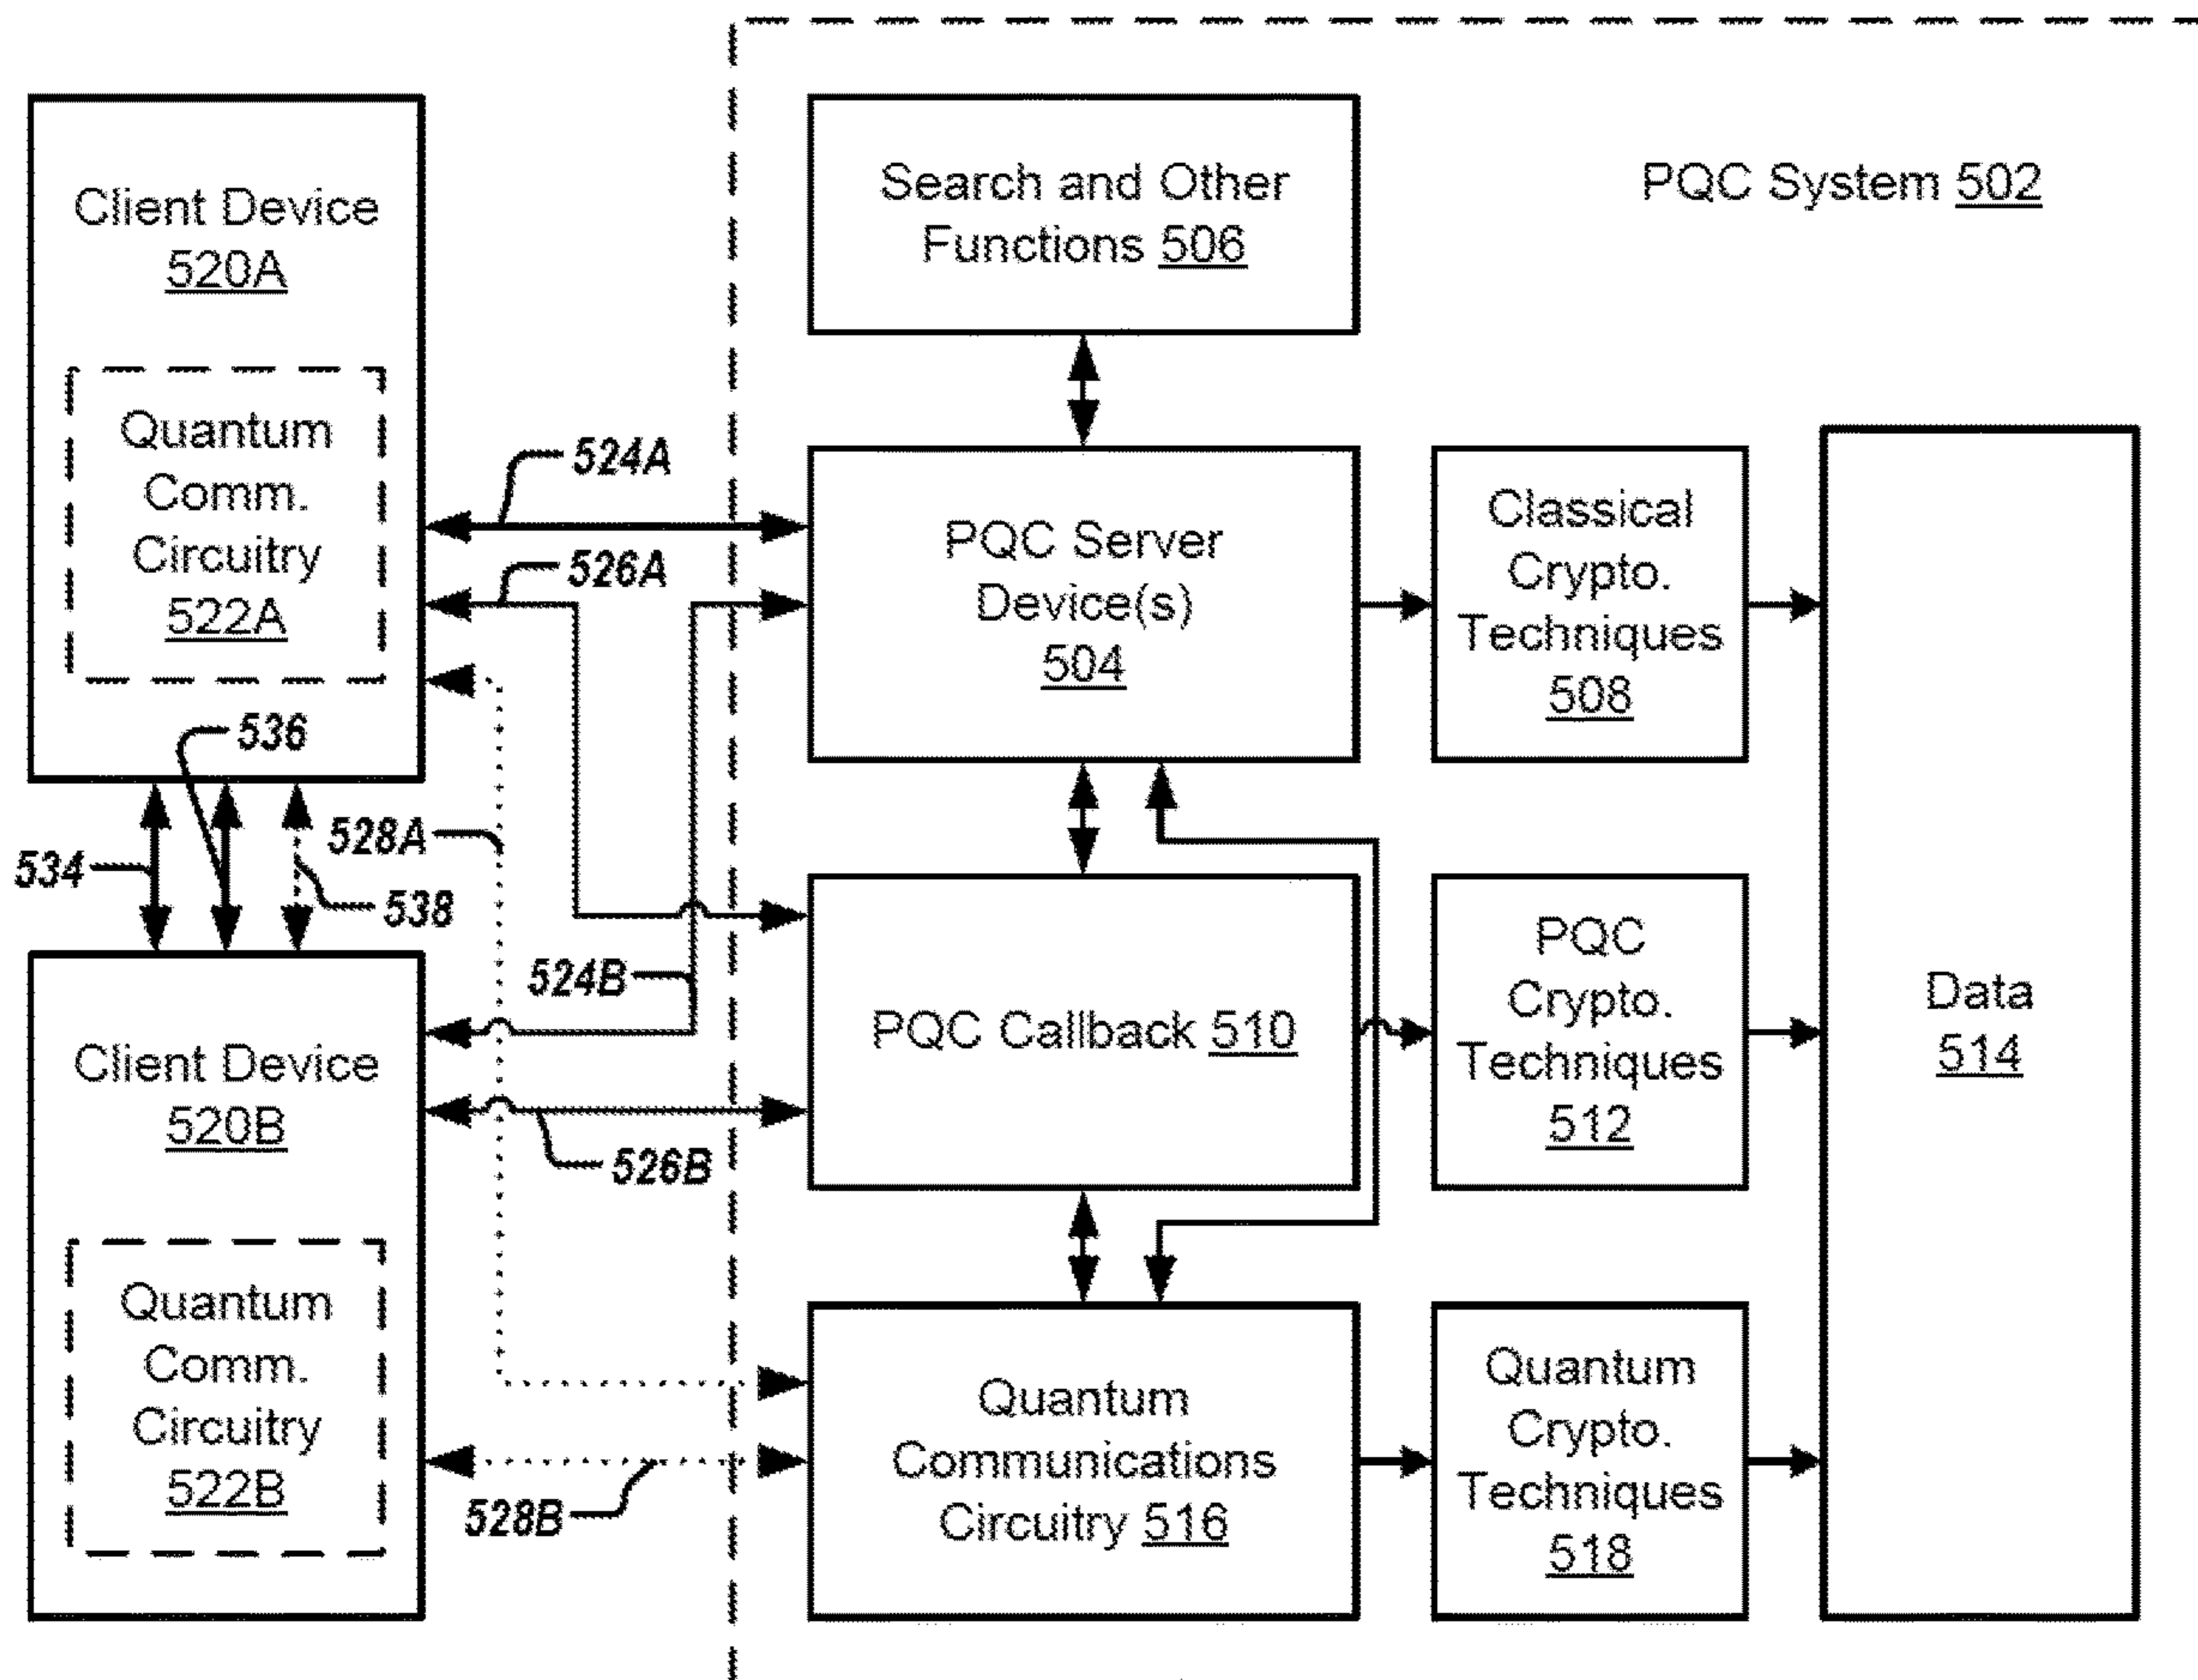 Client Device
520A
Quantum
Comm.
Circuitry
522A
Search and Other
Functions 506
PQC System 502
524A
526A
PQC Server
Device(s)
504
Classical
Crypto.
Techniques
508
536
528A
534
538
524B
Client Device
520B
526B
PQC Callback 510
PQC
Crypto.
Techniques
512
Data
514
Quantum
Comm.
Circuitry
522B
528B
Quantum
Communications
Circuitry 516
Quantum
Crypto.
Techniques
518